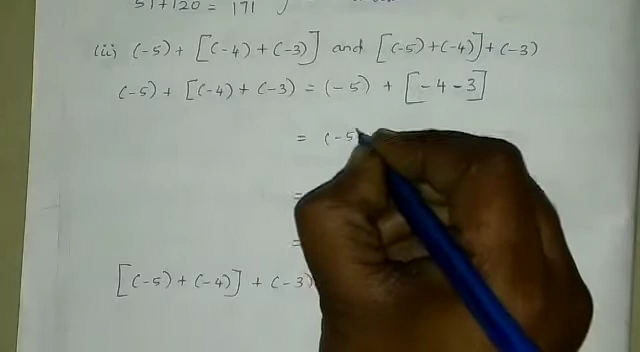 51+120 = 171
(ii) (-5) + [(-4) + (-3)] and [(-5)+(-4)]+(-3)
(-5) + [(-4) + (-3) = (-5) + [-4-3]
= (-5)
=
=
[(-5)+(-4)] + (-3)